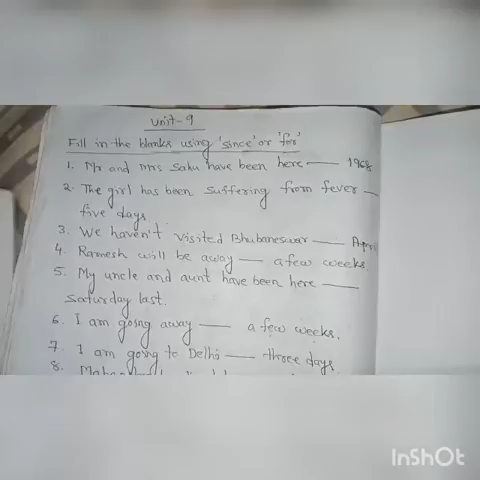 Unit-9
Fill in the blanks using 'since' or 'for'
1. Mr and Mrs Sahu have been here — 1968
2. The girl has been suffering from fever —
five days.
3. We haven't visited Bhubaneswar — April
4. Ramesh will be away — a few weeks.
5. My uncle and aunt have been here —
Saturday last.
6. I am going away — a few weeks.
7. I am going to Delhi — three days.
8.
InShOt